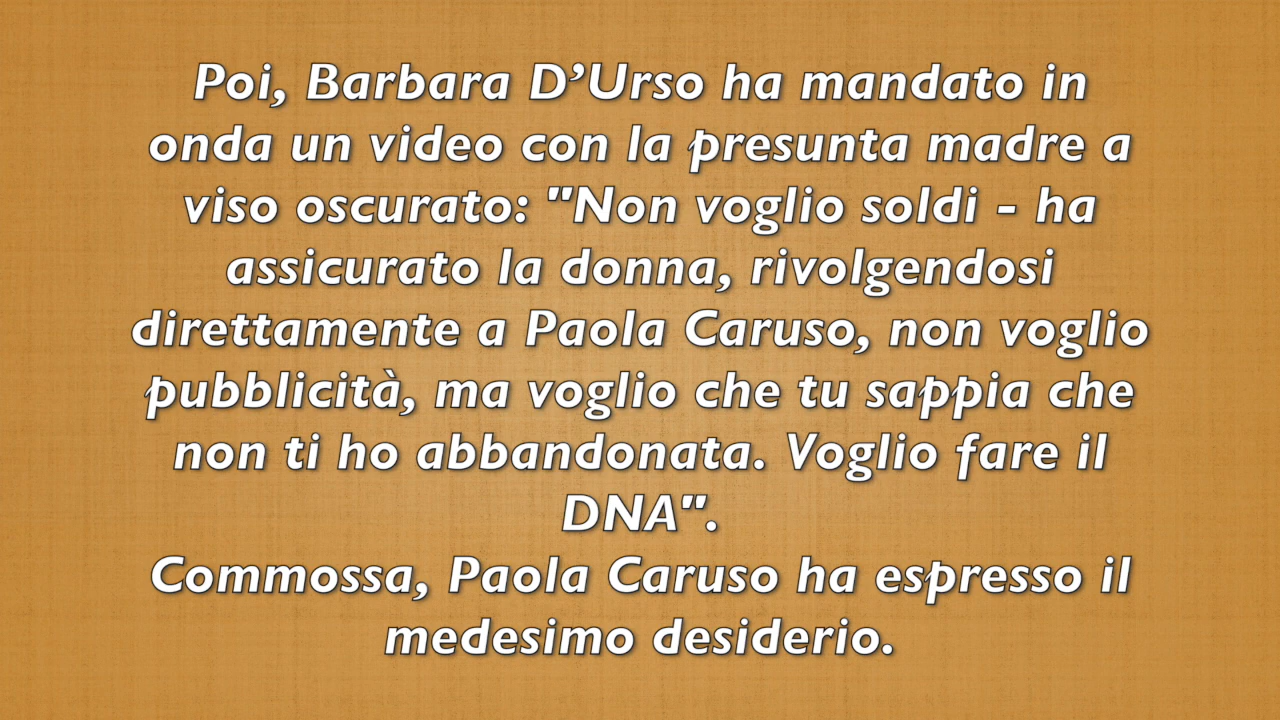 Poi, Barbara D’Urso ha mandato in
onda un video con la presunta madre a
viso oscurato: "Non voglio soldi - ha
assicurato la donna, rivolgendosi
direttamente a Paola Caruso, non voglio
pubblicità, ma voglio che tu sappia che
non ti ho abbandonata. Voglio fare il
DNA".
Commossa, Paola Caruso ha espresso il
medesimo desiderio.